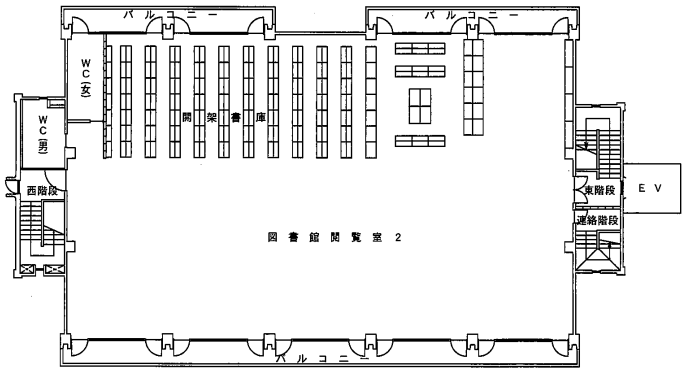 バルコニー
バルコニー
WC(女)
開架書庫
WC(男)
西階段
東階段
EV
連絡階段
図書館閲覧室2
バルコニー